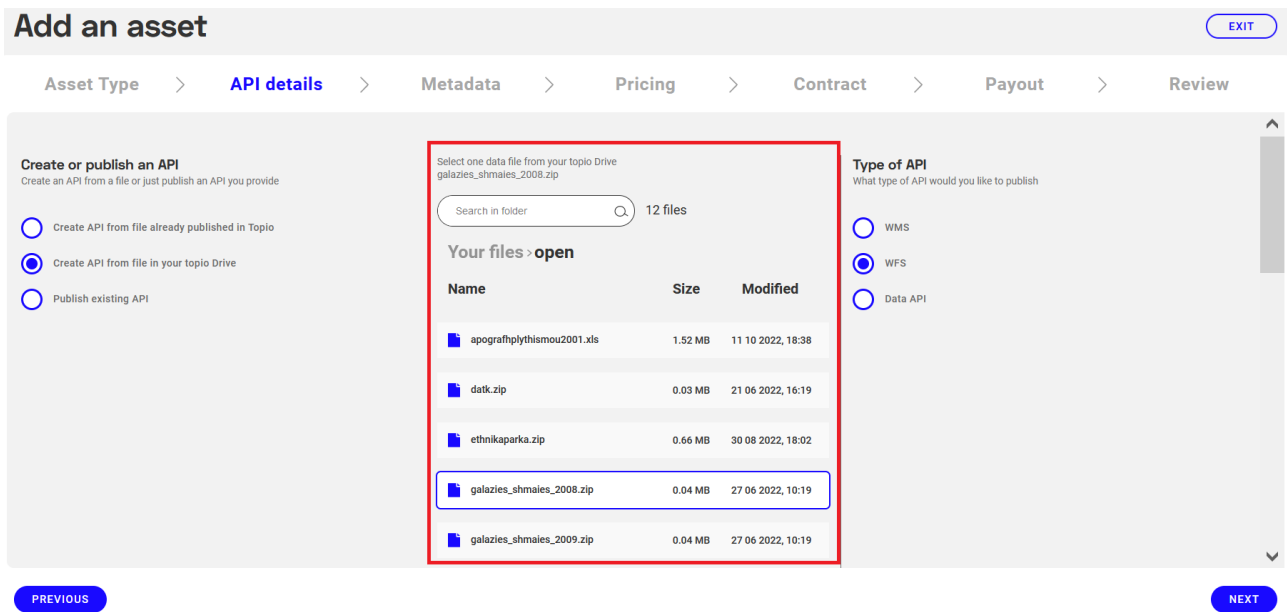 Add an asset
EXIT
Asset Type > API details > Metadata > Pricing > Contract > Payout > Review
Create or publish an API
Create an API from a file or just publish an API you provide
Create API from file already published in Topio
Create API from file in your topio Drive
Publish existing API
Select one data file from your topio Drive
galazies_shmaies_2008.zip
Search in folder 12 files
Your files > open
Name Size Modified
apografhplythismou2001.xls 1.52 MB 11 10 2022, 18:38
datk.zip 0.03 MB 21 06 2022, 16:19
ethnikaparka.zip 0.66 MB 30 08 2022, 18:02
galazies_shmaies_2008.zip 0.04 MB 27 06 2022, 10:19
galazies_shmaies_2009.zip 0.04 MB 27 06 2022, 10:19
Type of API
What type of API would you like to publish
WMS
WFS
Data API
PREVIOUS
NEXT